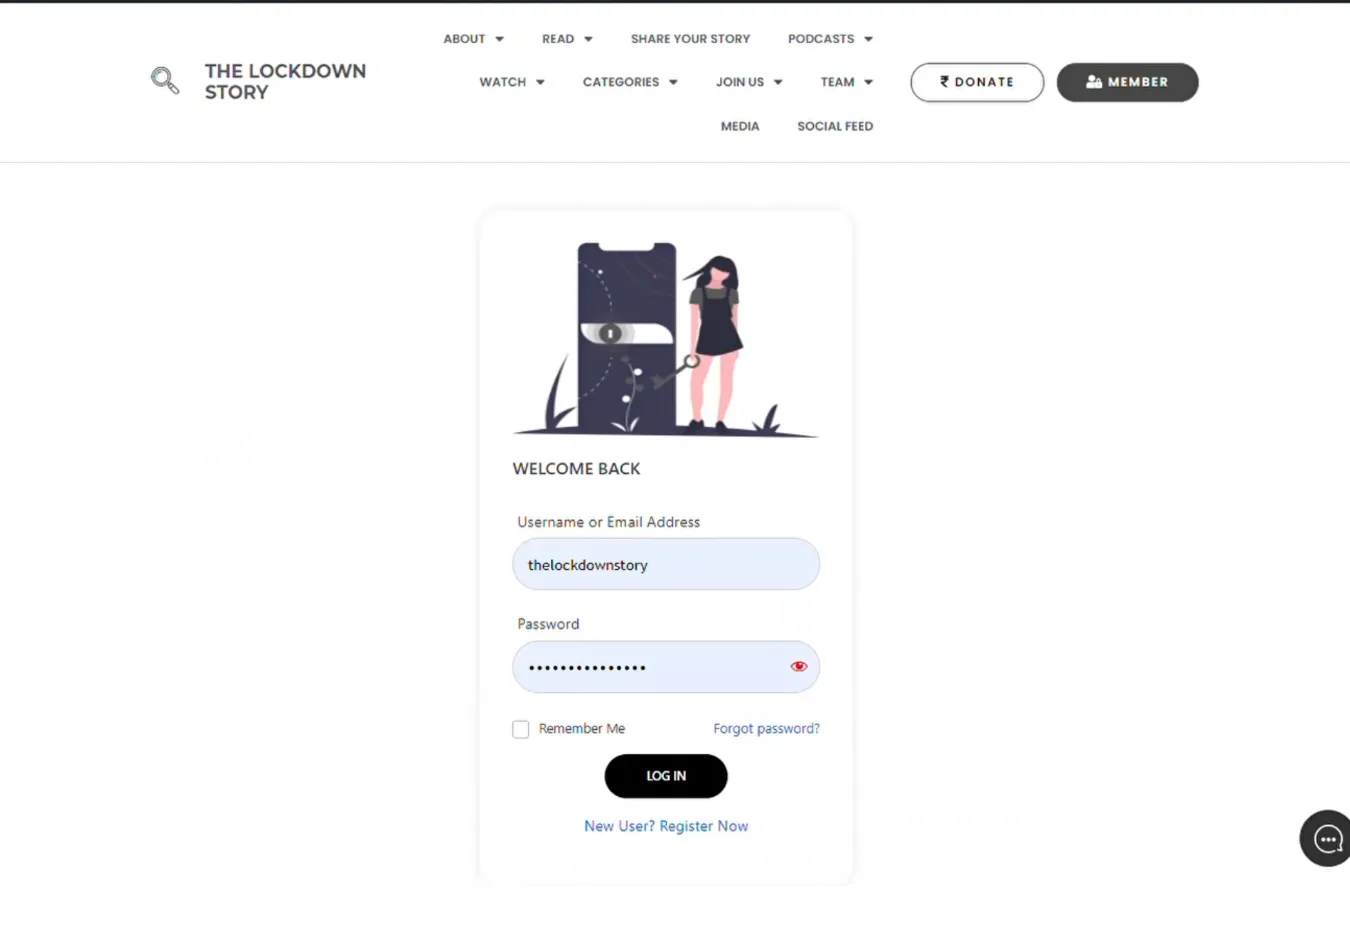 ABOUT READ SHARE YOUR STORY PODCASTS
THE LOCKDOWN
STORY
WATCH CATEGORIES JOIN US TEAM
₹ DONATE
MEMBER
MEDIA SOCIAL FEED
WELCOME BACK
Username or Email Address
thelockdownstory
Password
•••••••••••••••
Remember Me Forgot password?
LOG IN
New User? Register Now